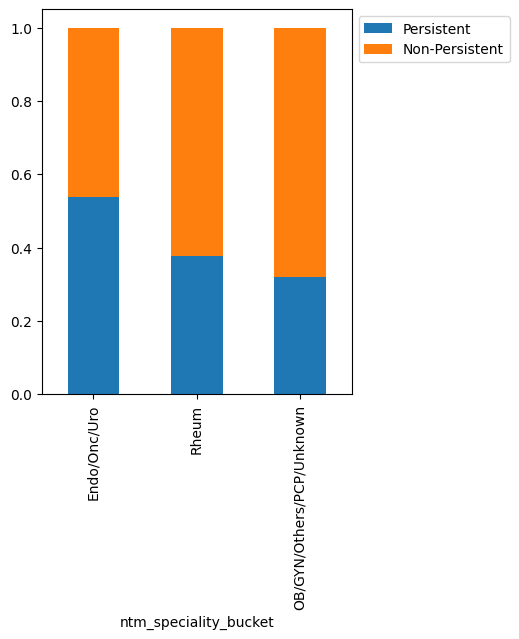 Persistent
Non-Persistent
1.0
0.8
0.6
0.4
0.2
0.0
Endo/Onc/Uro
Rheum
OB/GYN/Others/PCP/Unknown
ntm_speciality_bucket